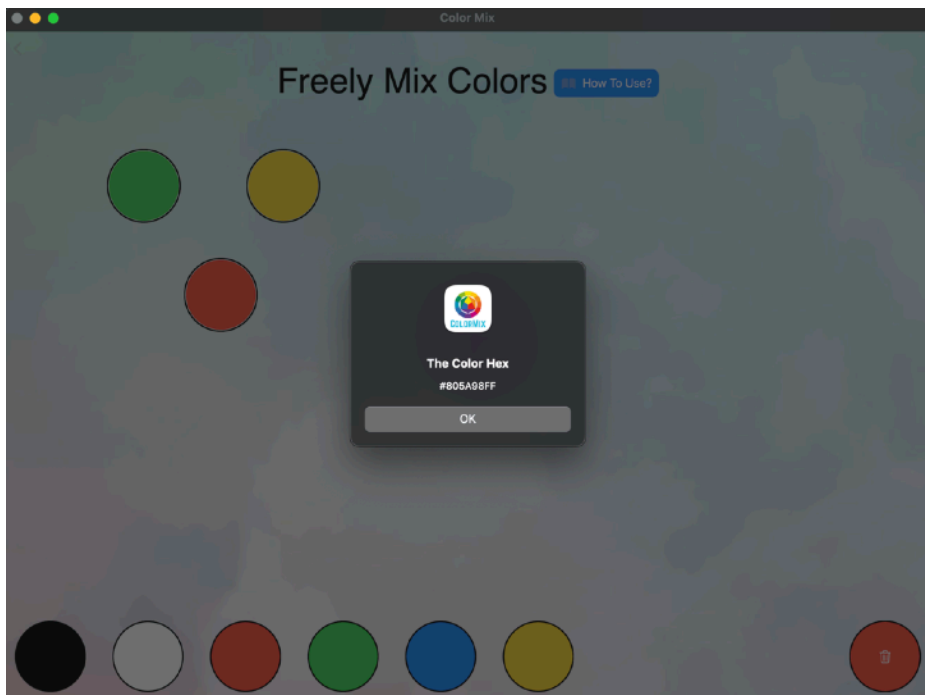 Color Mix
Freely Mix Colors
How To Use?
COLORMIX
The Color Hex
#805A98FF
OK